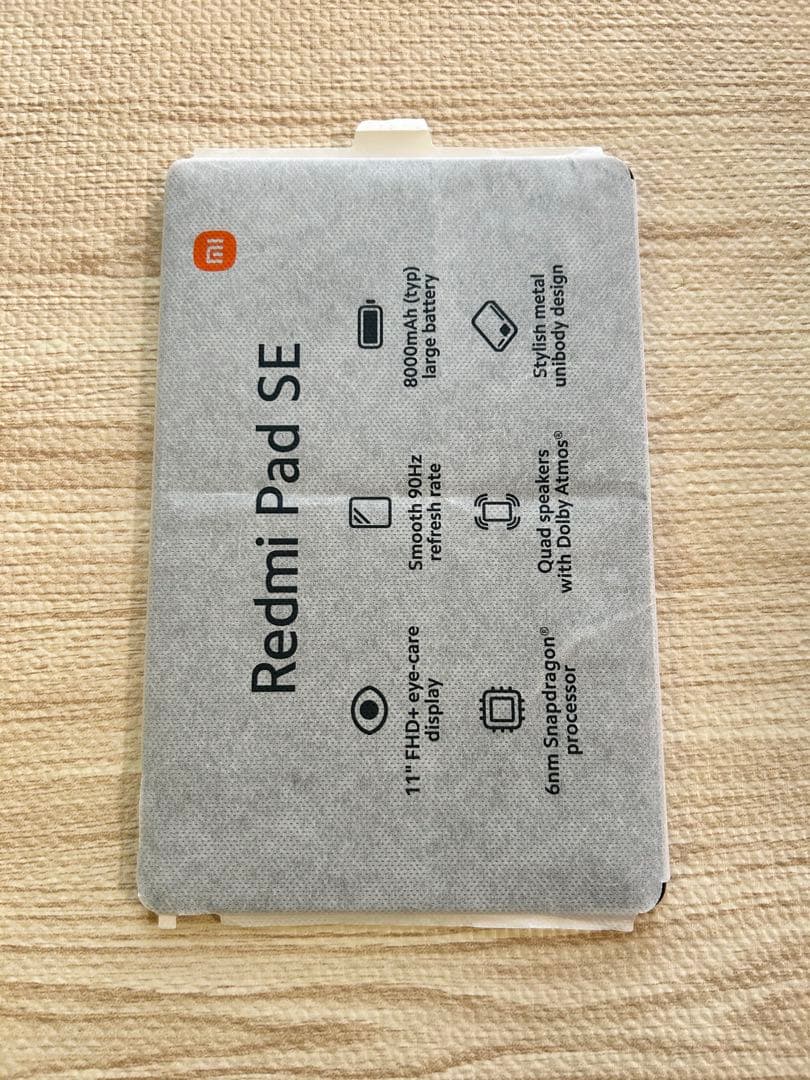 mi
Redmi Pad SE
11" FHD+ eye-care
display
Smooth 90Hz
refresh rate
8000mAh (typ)
large battery
6nm Snapdragon®
processor
Quad speakers
with Dolby Atmos®
Stylish metal
unibody design